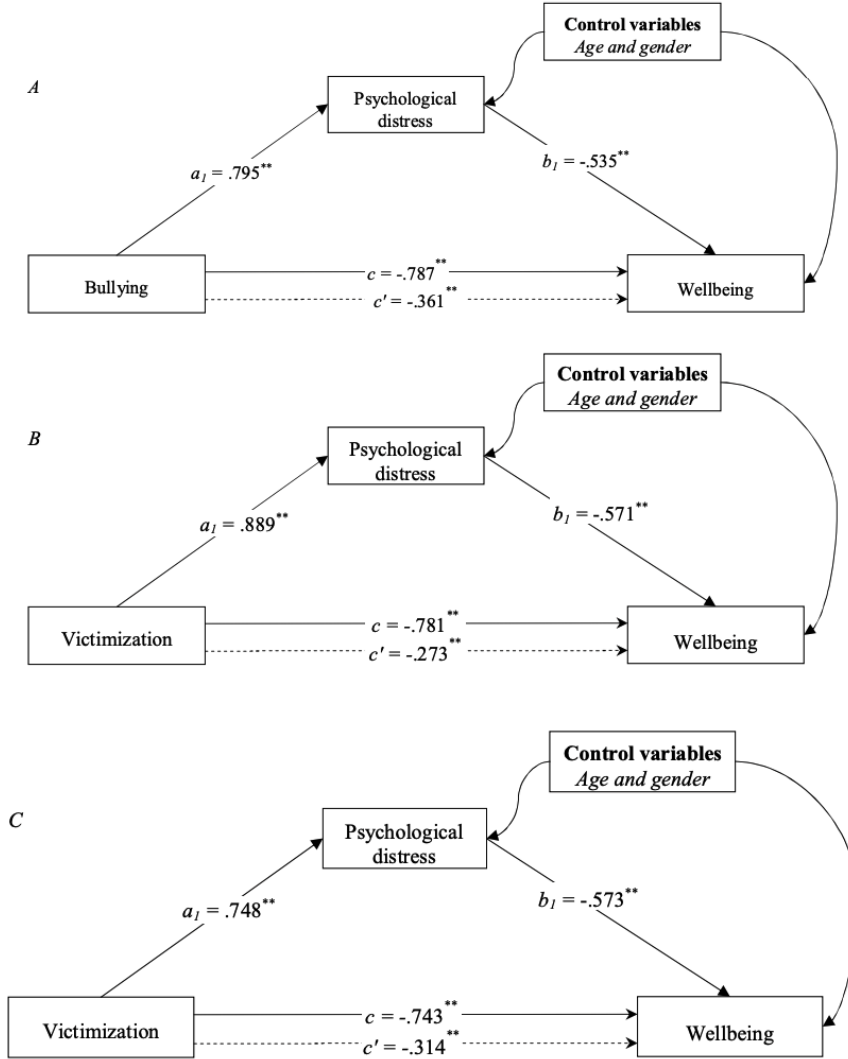 Control variables
Age and gender
A
Psychological
distress
a₁ = .795**
b₁ = -.535**
Bullying
c = -.787**
c′ = -.361**
Wellbeing
Control variables
Age and gender
B
Psychological
distress
a₁ = .889**
b₁ = -.571**
Victimization
c = -.781**
c′ = -.273**
Wellbeing
Control variables
Age and gender
C
Psychological
distress
a₁ = .748**
b₁ = -.573**
Victimization
c = -.743**
c′ = -.314**
Wellbeing